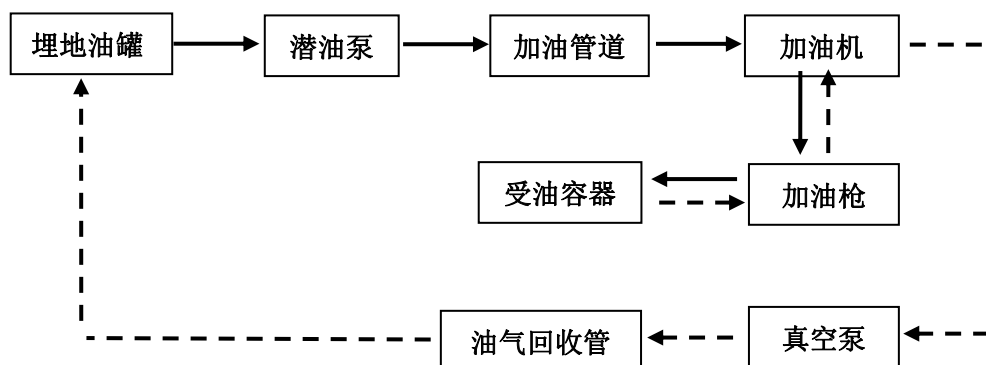 埋地油罐
潜油泵
加油管道
加油机
受油容器
加油枪
油气回收管
真空泵